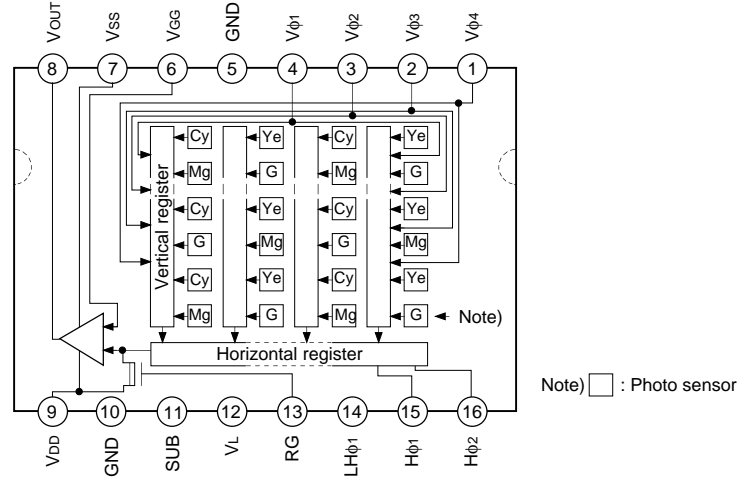 VOUT VSS VGG GND Vϕ1 Vϕ2 Vϕ3 Vϕ4
8 7 6 5 4 3 2 1
Cy Ye Cy Ye
Mg G Mg G
Cy Ye Cy Ye
G Mg G Mg
Cy Ye Cy Ye
Mg G Mg G
Vertical register
Note)
Horizontal register
Note) : Photo sensor
9 10 11 12 13 14 15 16
VDD GND SUB VL RG LHϕ1 Hϕ1 Hϕ2